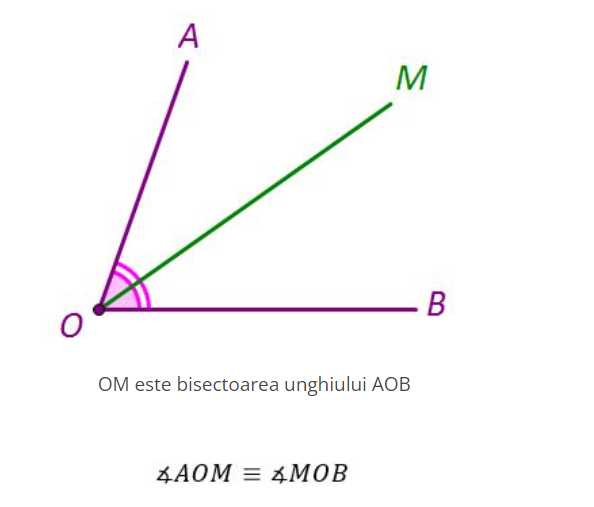 A
M
B
O
OM este bisectoarea unghiului AOB
∡AOM ≡ ∡MOB